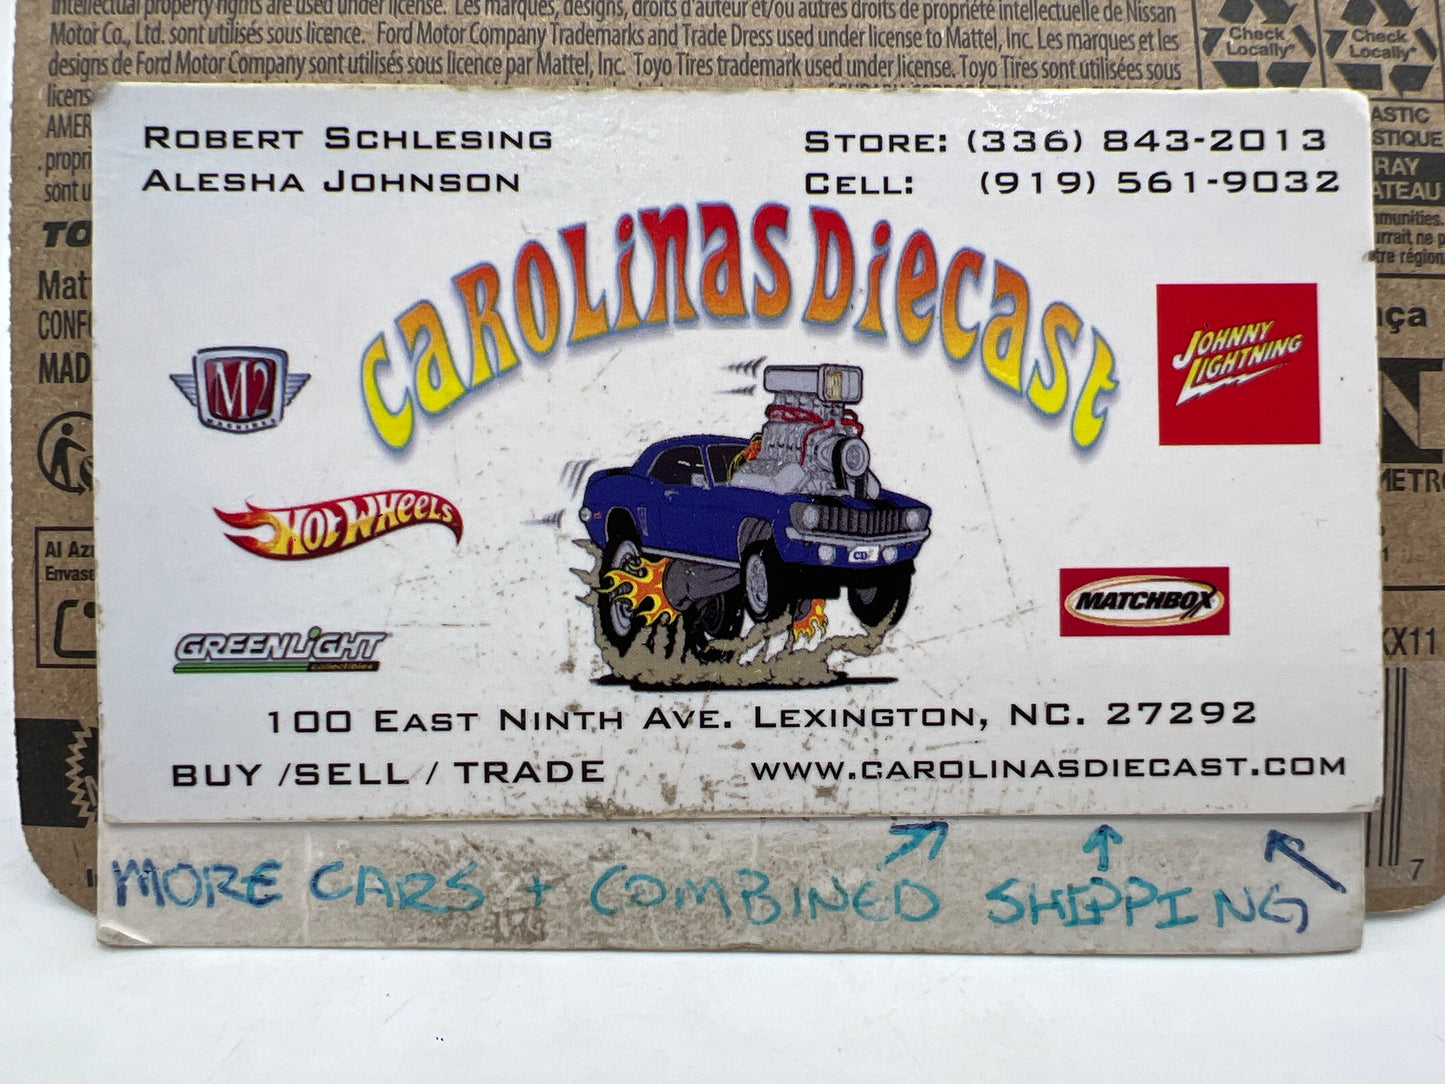 intellectual property rights are used under license. Les marques, designs, droits d'auteur et/ou autres droits de propriété intellectuelle de Nissan
Motor Co., Ltd. sont utilisés sous licence. Ford Motor Company Trademarks and Trade Dress used under license to Mattel, Inc. Les marques et les
designs de Ford Motor Company sont utilisés sous licence par Mattel, Inc. Toyo Tires trademark used under license. Toyo Tires sont utilisées sous
Check Locally*
Check Locally*
ROBERT SCHLESING
ALESHA JOHNSON
STORE: (336) 843-2013
CELL: (919) 561-9032
CAROLINAS DIECAST
M2
MACHINES
JOHNNY
LIGHTNING
HOT WHEELS
CD
MATCHBOX
GREENLIGHT
collectibles
100 EAST NINTH AVE. LEXINGTON, NC. 27292
BUY /SELL / TRADE
WWW.CAROLINASDIECAST.COM
MORE CARS + COMBINED SHIPPING
7